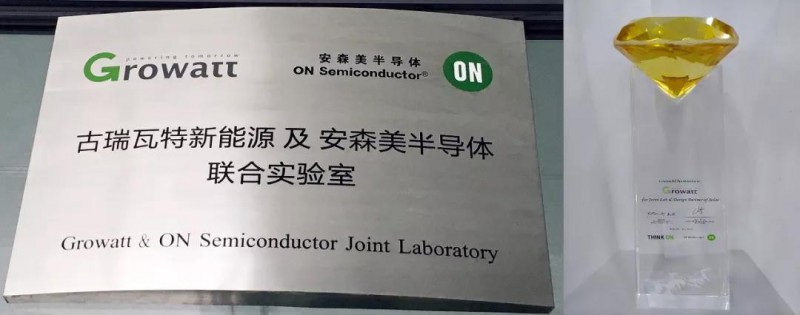 powering tomorrow
Growatt
安森美半导体
ON Semiconductor®
ON
古瑞瓦特新能源 及 安森美半导体
联合实验室
Growatt & ON Semiconductor Joint Laboratory
Growatt
THINK ON
ON